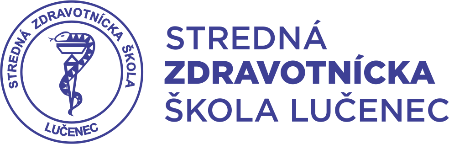 STREDNÁ ZDRAVOTNÍCKA ŠKOLA
LUČENEC
STREDNÁ
ZDRAVOTNÍCKA
ŠKOLA LUČENEC